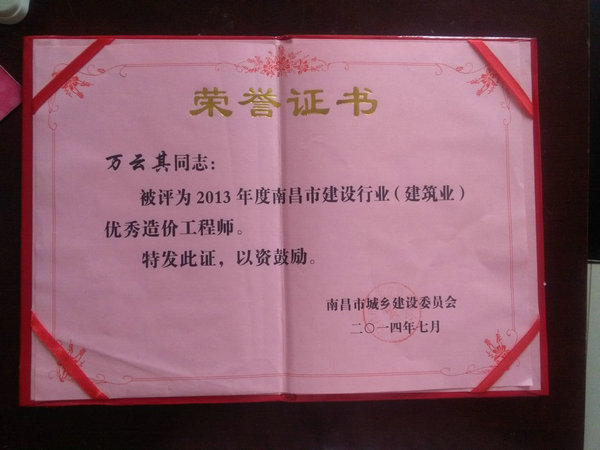 荣誉证书
万云其同志：
被评为2013年度南昌市建设行业（建筑业）
优秀造价工程师。
特发此证，以资鼓励。
南昌市城乡建设委员会
二〇一四年七月